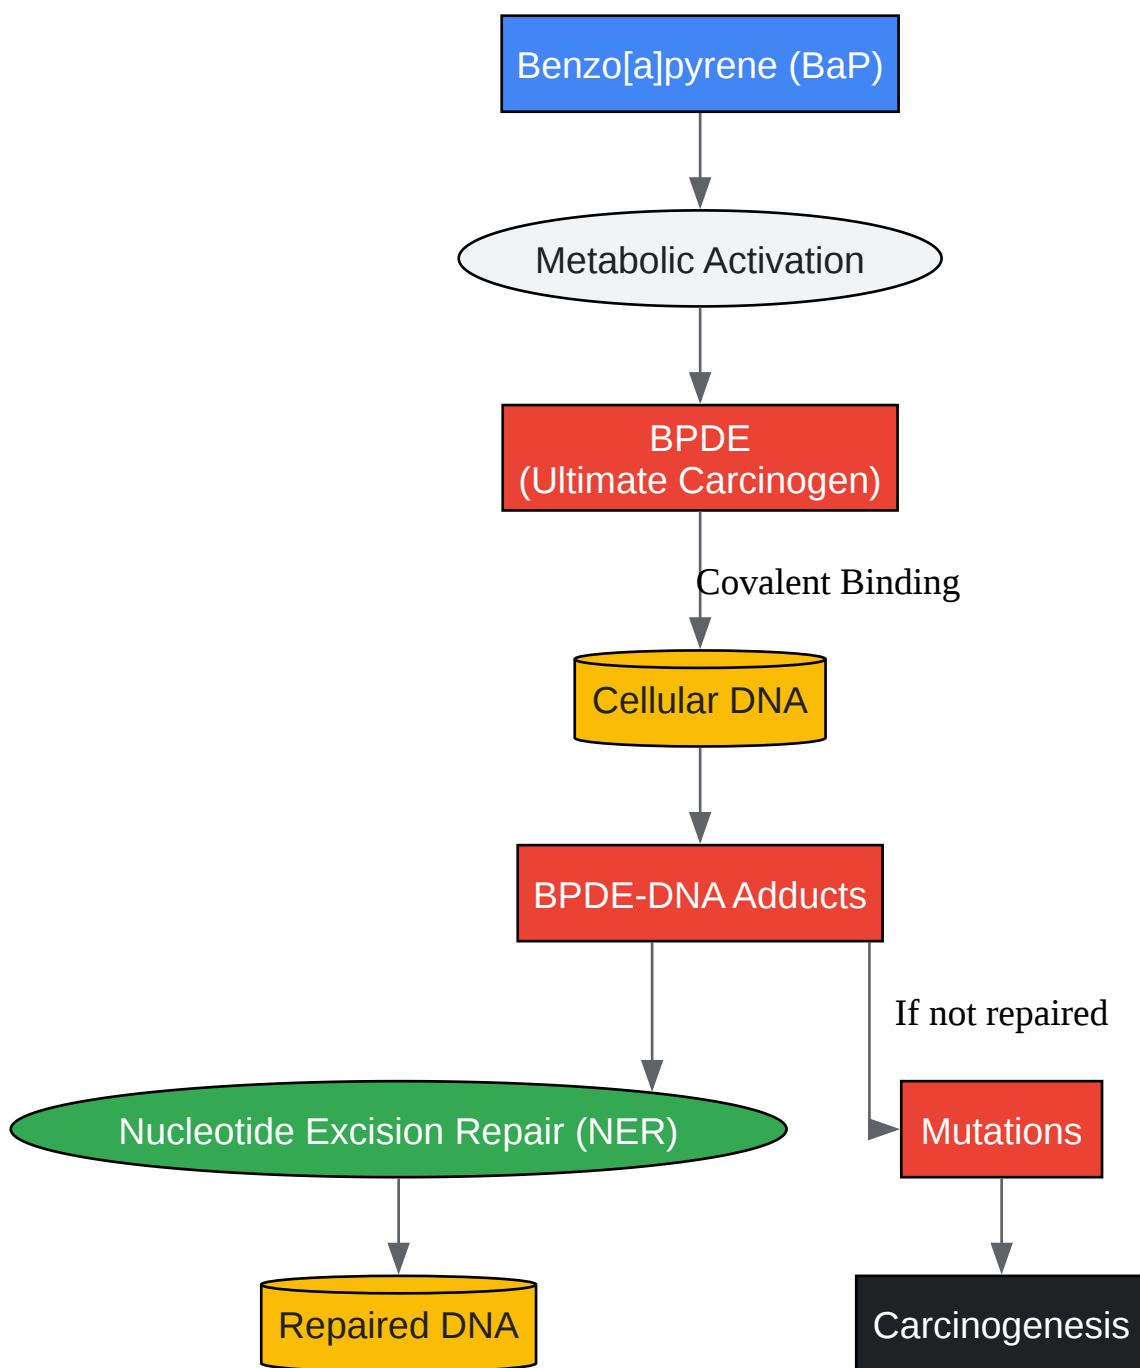 Benzo[a]pyrene (BaP)
Metabolic Activation
BPDE
(Ultimate Carcinogen)
Covalent Binding
Cellular DNA
BPDE-DNA Adducts
If not repaired
Nucleotide Excision Repair (NER)
Mutations
Repaired DNA
Carcinogenesis